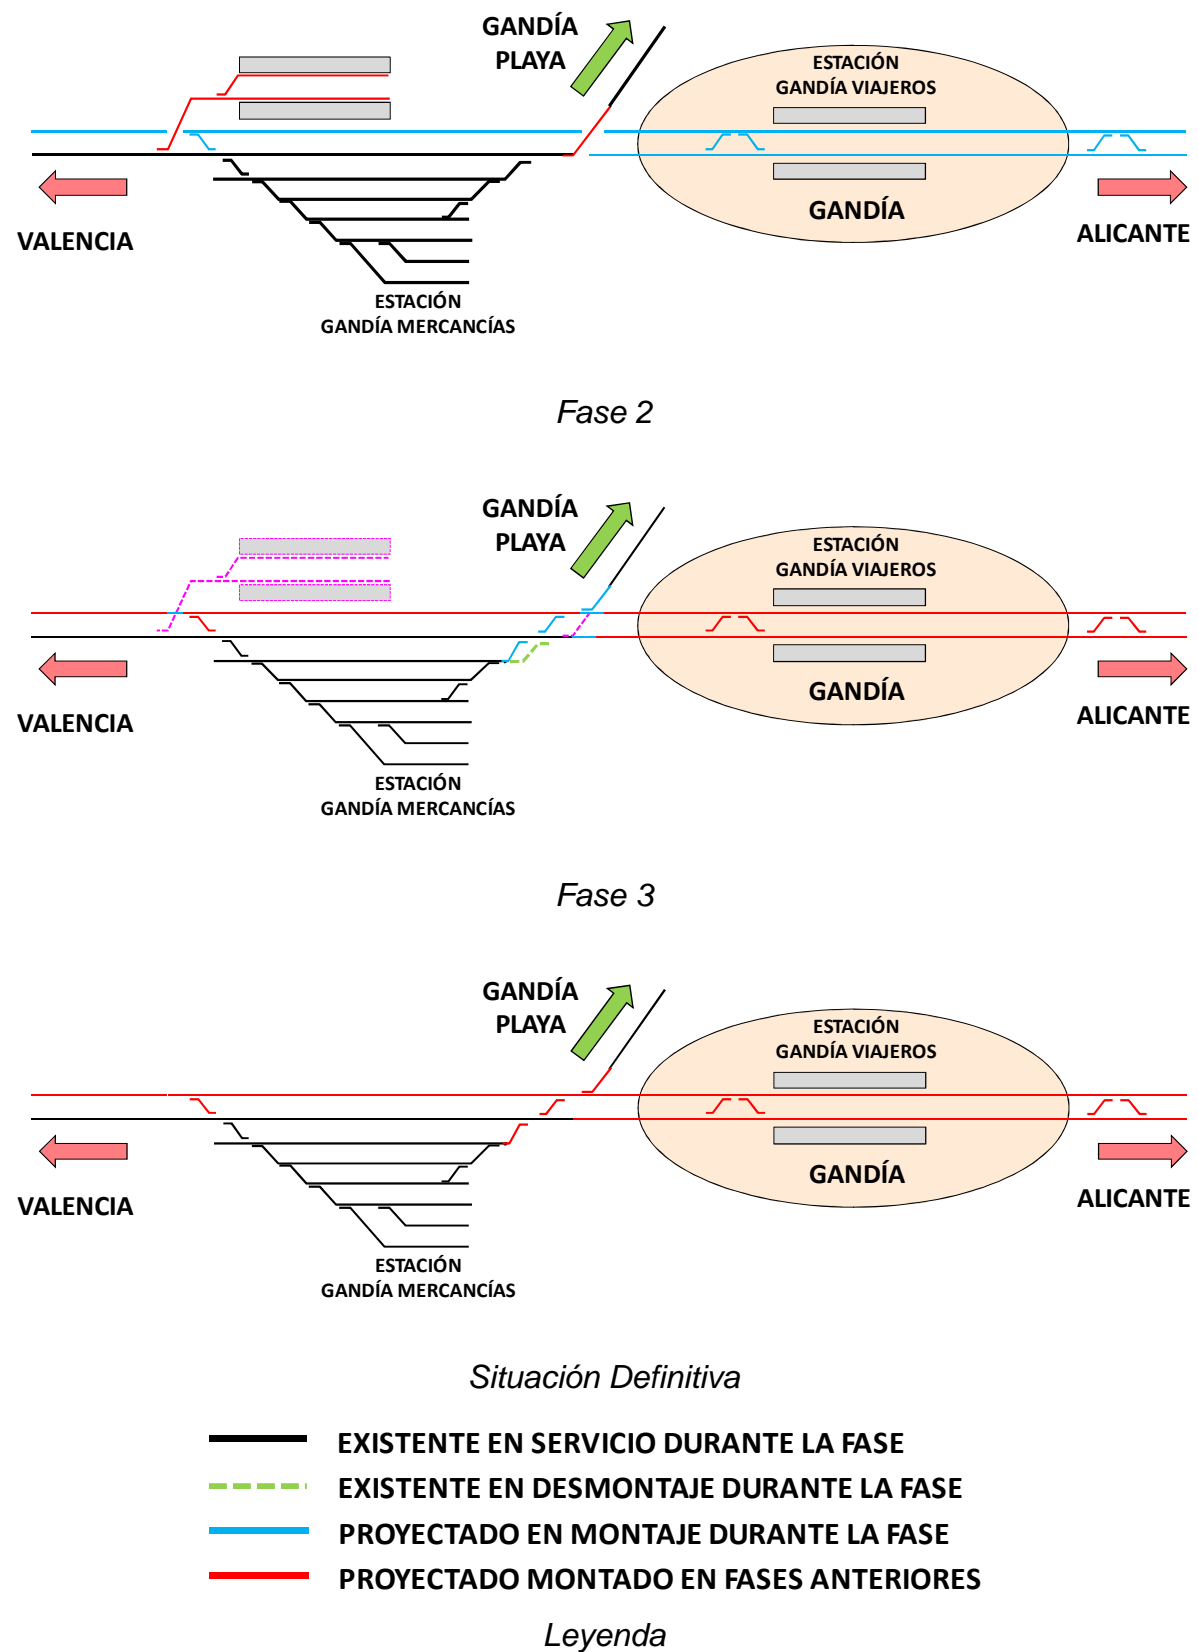 GANDÍA
PLAYA
ESTACIÓN
GANDÍA VIAJEROS
GANDÍA
VALENCIA
ALICANTE
ESTACIÓN
GANDÍA MERCANCÍAS
Fase 2
GANDÍA
PLAYA
ESTACIÓN
GANDÍA VIAJEROS
GANDÍA
VALENCIA
ALICANTE
ESTACIÓN
GANDÍA MERCANCÍAS
Fase 3
GANDÍA
PLAYA
ESTACIÓN
GANDÍA VIAJEROS
GANDÍA
VALENCIA
ALICANTE
ESTACIÓN
GANDÍA MERCANCÍAS
Situación Definitiva
EXISTENTE EN SERVICIO DURANTE LA FASE
EXISTENTE EN DESMONTAJE DURANTE LA FASE
PROYECTADO EN MONTAJE DURANTE LA FASE
PROYECTADO MONTADO EN FASES ANTERIORES
Leyenda